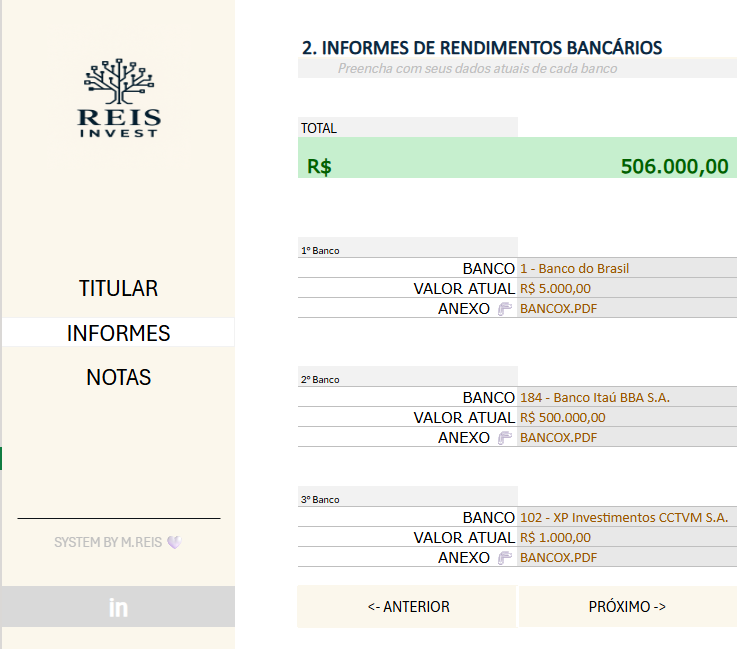 REIS
INVEST
TITULAR
INFORMES
NOTAS
SYSTEM BY M.REIS
in
2. INFORMES DE RENDIMENTOS BANCÁRIOS
Preencha com seus dados atuais de cada banco
TOTAL
R$ 506.000,00
1º Banco
BANCO 1 - Banco do Brasil
VALOR ATUAL R$ 5.000,00
ANEXO BANCOX.PDF
2º Banco
BANCO 184 - Banco Itaú BBA S.A.
VALOR ATUAL R$ 500.000,00
ANEXO BANCOX.PDF
3º Banco
BANCO 102 - XP Investimentos CCTVM S.A.
VALOR ATUAL R$ 1.000,00
ANEXO BANCOX.PDF
<- ANTERIOR PRÓXIMO ->